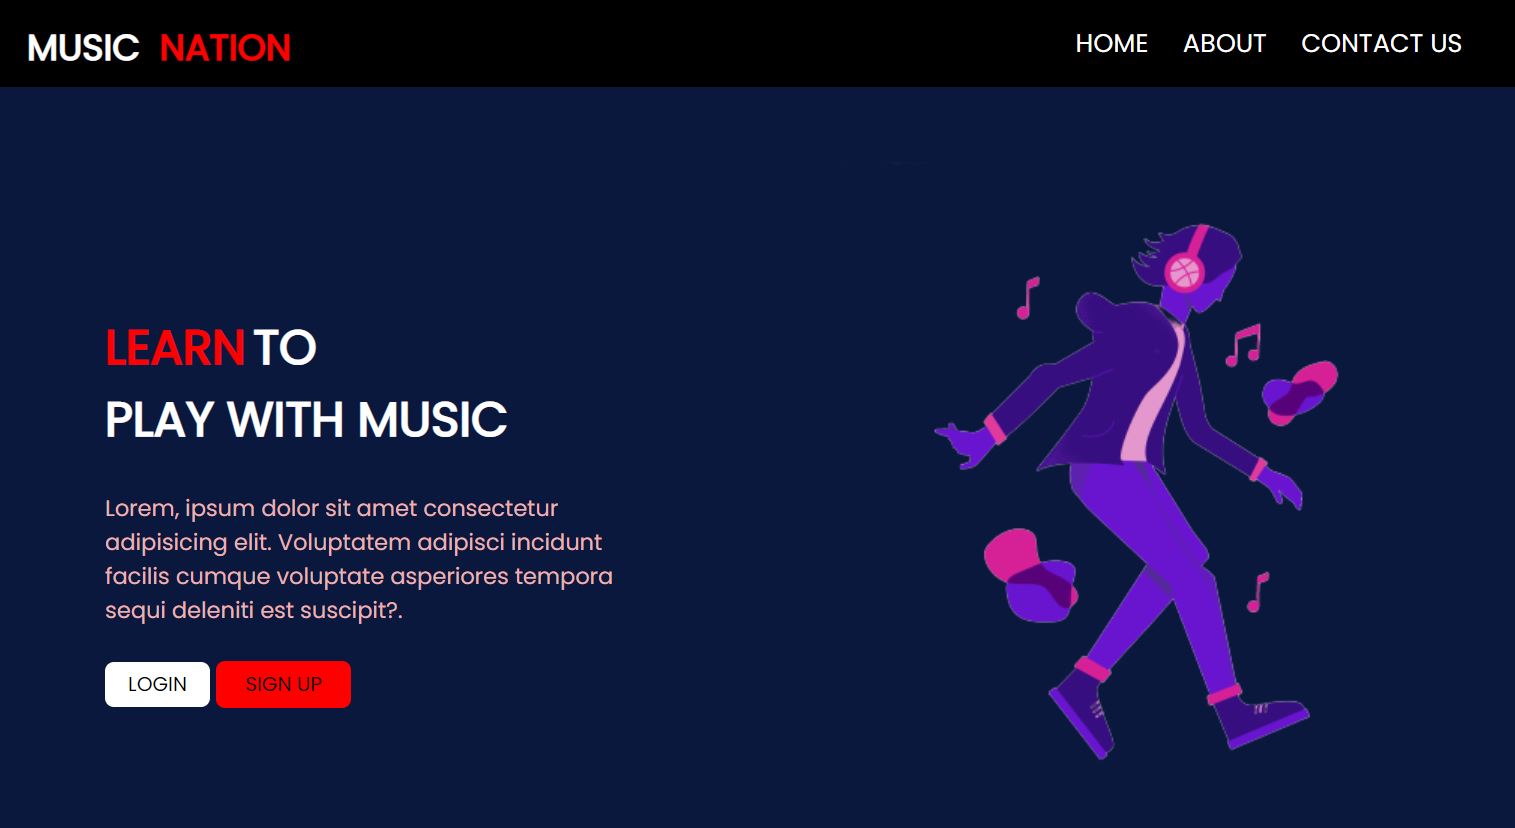 MUSIC NATION
HOME ABOUT CONTACT US
LEARN TO
PLAY WITH MUSIC
Lorem, ipsum dolor sit amet consectetur
adipisicing elit. Voluptatem adipisci incidunt
facilis cumque voluptate asperiores tempora
sequi deleniti est suscipit?.
LOGIN SIGN UP